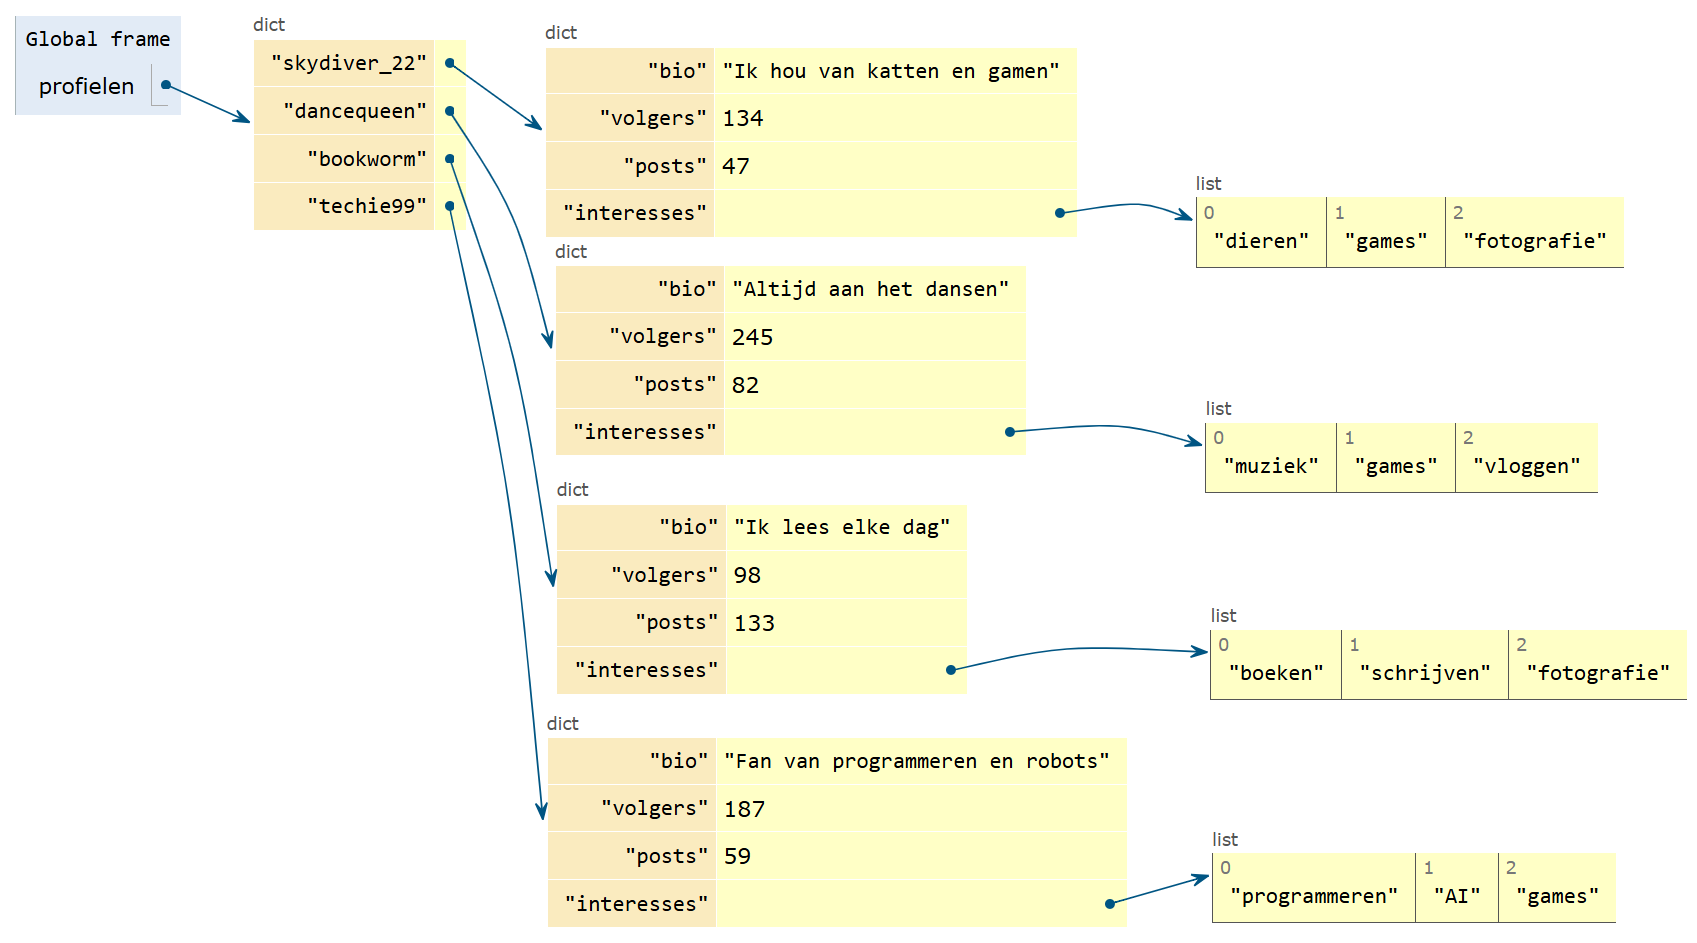 Global frame
profielen
dict
"skydiver_22"
"dancequeen"
"bookworm"
"techie99"
dict
"bio" "Ik hou van katten en gamen"
"volgers" 134
"posts" 47
"interesses"
list
0 1 2
"dieren" "games" "fotografie"
dict
"bio" "Altijd aan het dansen"
"volgers" 245
"posts" 82
"interesses"
list
0 1 2
"muziek" "games" "vloggen"
dict
"bio" "Ik lees elke dag"
"volgers" 98
"posts" 133
"interesses"
list
0 1 2
"boeken" "schrijven" "fotografie"
dict
"bio" "Fan van programmeren en robots"
"volgers" 187
"posts" 59
"interesses"
list
0 1 2
"programmeren" "AI" "games"